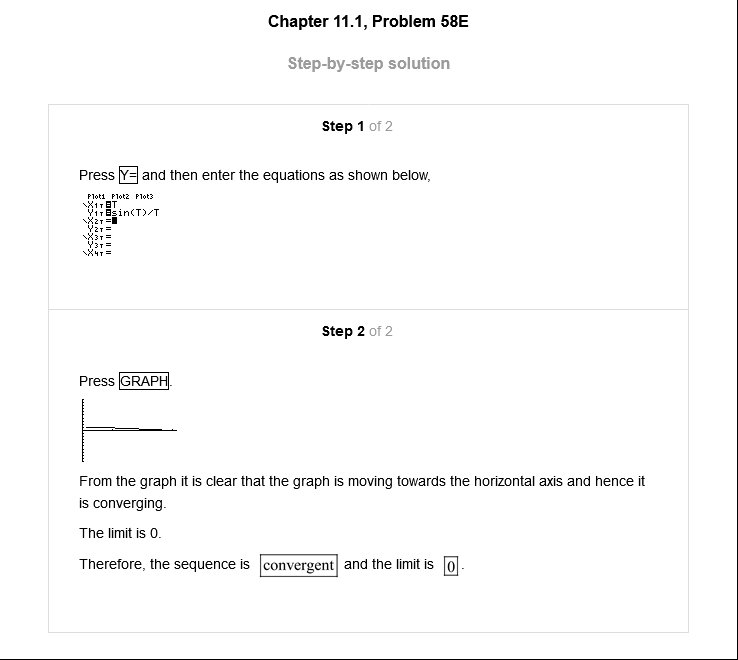 Chapter 11.1, Problem 58E
Step-by-step solution
Step 1 of 2
Press Y= and then enter the equations as shown below,
Plot1 Plot2 Plot3
\X1T=T
Y1T=sin(T)/T
\X2T=
Y2T=
\X3T=
Y3T=
\X4T=
Step 2 of 2
Press GRAPH.
From the graph it is clear that the graph is moving towards the horizontal axis and hence it
is converging.
The limit is 0.
Therefore, the sequence is convergent and the limit is 0 .